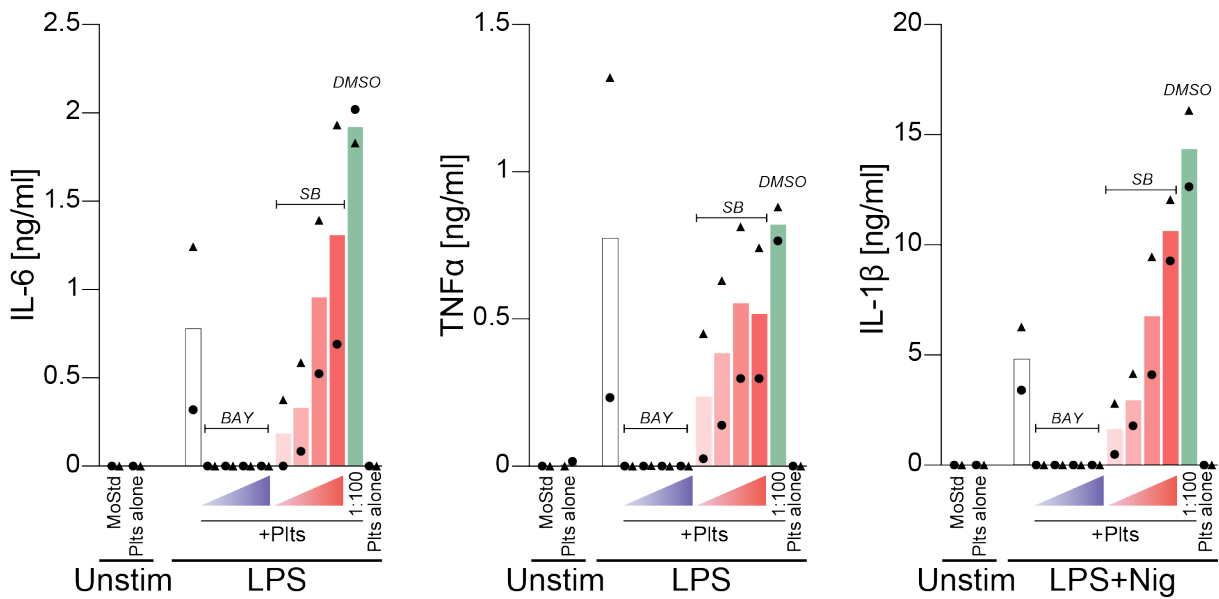 IL-6 [ng/ml]
2.5
2
1.5
1
0.5
0
DMSO
SB
BAY
MoStd
Plts alone
1:100
Plts alone
+Plts
Unstim
LPS
TNFα [ng/ml]
1.5
1
0.5
0
DMSO
SB
BAY
MoStd
Plts alone
1:100
Plts alone
+Plts
Unstim
LPS
IL-1β [ng/ml]
20
15
10
5
0
DMSO
SB
BAY
MoStd
Plts alone
1:100
Plts alone
+Plts
Unstim
LPS+Nig